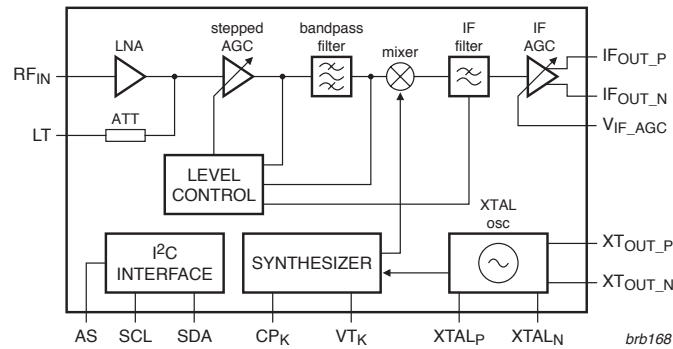 LNA
stepped
AGC
bandpass
filter
mixer
IF
filter
IF
AGC
RFIN
IFOUT_P
IFOUT_N
LT
ATT
VIF_AGC
LEVEL
CONTROL
XTAL
osc
I²C
INTERFACE
SYNTHESIZER
XTOUT_P
XTOUT_N
AS
SCL
SDA
CPK
VTK
XTALP
XTALN
brb168